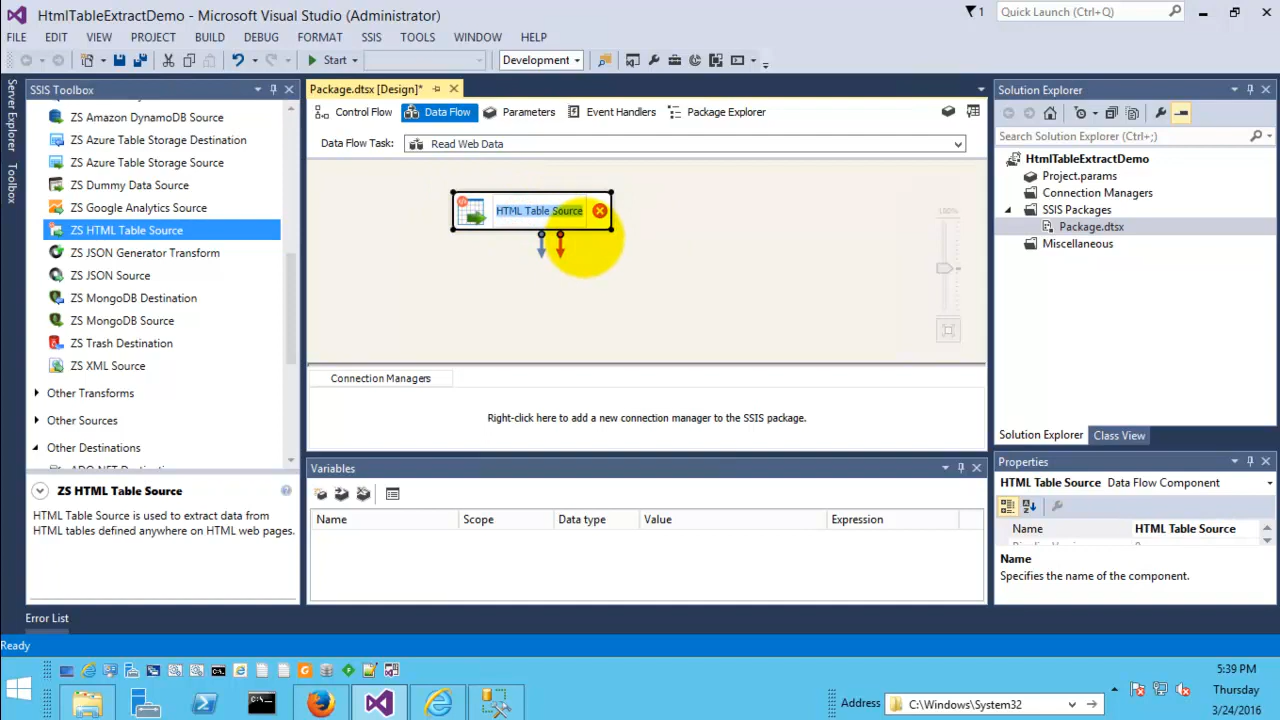 HtmlTableExtractDemo - Microsoft Visual Studio (Administrator)
1
Quick Launch (Ctrl+Q)
FILE EDIT VIEW PROJECT BUILD DEBUG FORMAT SSIS TOOLS WINDOW HELP
Start Development
Server Explorer
Toolbox
SSIS Toolbox
ZS Amazon DynamoDB Source
ZS Azure Table Storage Destination
ZS Azure Table Storage Source
ZS Dummy Data Source
ZS Google Analytics Source
ZS HTML Table Source
ZS JSON Generator Transform
ZS JSON Source
ZS MongoDB Destination
ZS MongoDB Source
ZS Trash Destination
ZS XML Source
Other Transforms
Other Sources
Other Destinations
ZS HTML Table Source
HTML Table Source is used to extract data from
HTML tables defined anywhere on HTML web pages.
Package.dtsx [Design]*
Control Flow Data Flow Parameters Event Handlers Package Explorer
Data Flow Task: Read Web Data
HTML Table Source
100%
Connection Managers
Right-click here to add a new connection manager to the SSIS package.
Variables
Name Scope Data type Value Expression
Solution Explorer
Search Solution Explorer (Ctrl+;)
HtmlTableExtractDemo
Project.params
Connection Managers
SSIS Packages
Package.dtsx
Miscellaneous
Solution Explorer Class View
Properties
HTML Table Source Data Flow Component
Name HTML Table Source
Name
Specifies the name of the component.
Error List
Ready
Address C:\Windows\System32
5:39 PM
Thursday
3/24/2016